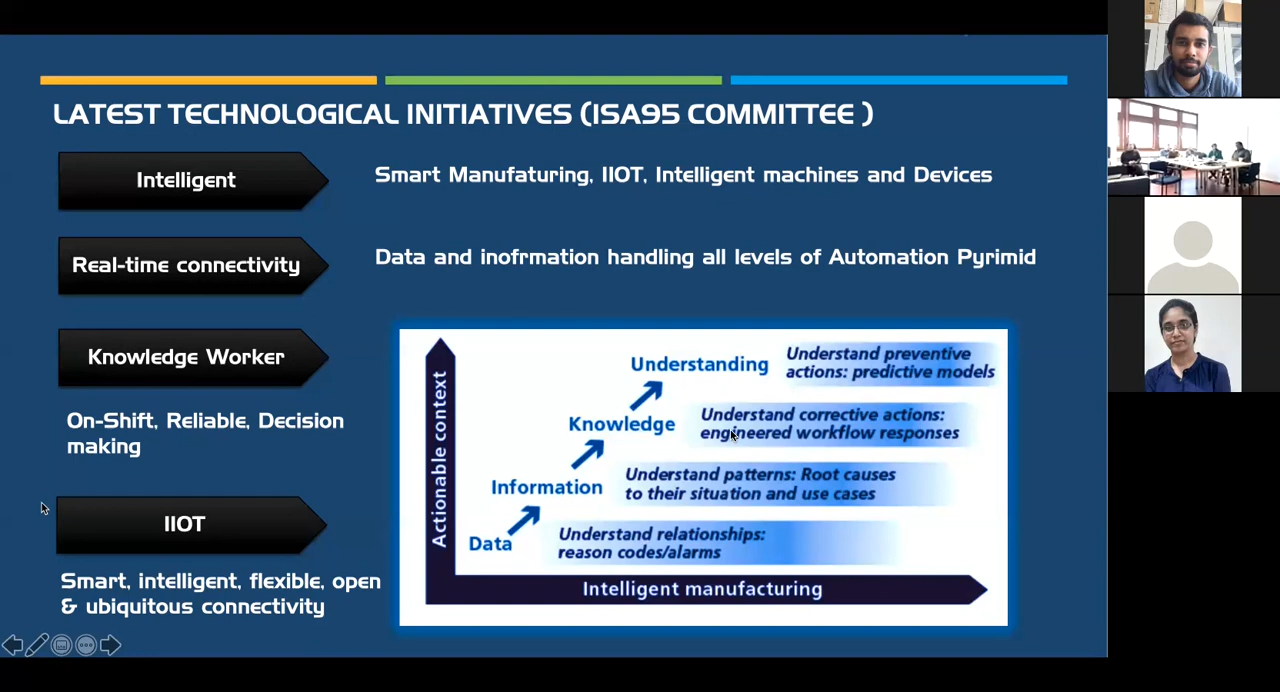 LATEST TECHNOLOGICAL INITIATIVES (ISA95 COMMITTEE )
Intelligent
Smart Manufaturing, IIOT, Intelligent machines and Devices
Real-time connectivity
Data and inofrmation handling all levels of Automation Pyrimid
Knowledge Worker
On-Shift, Reliable, Decision
making
IIOT
Smart, intelligent, flexible, open
& ubiquitous connectivity
Actionable context
Understanding
Understand preventive
actions: predictive models
Knowledge
Understand corrective actions:
engineered workflow responses
Information
Understand patterns: Root causes
to their situation and use cases
Data
Understand relationships:
reason codes/alarms
Intelligent manufacturing